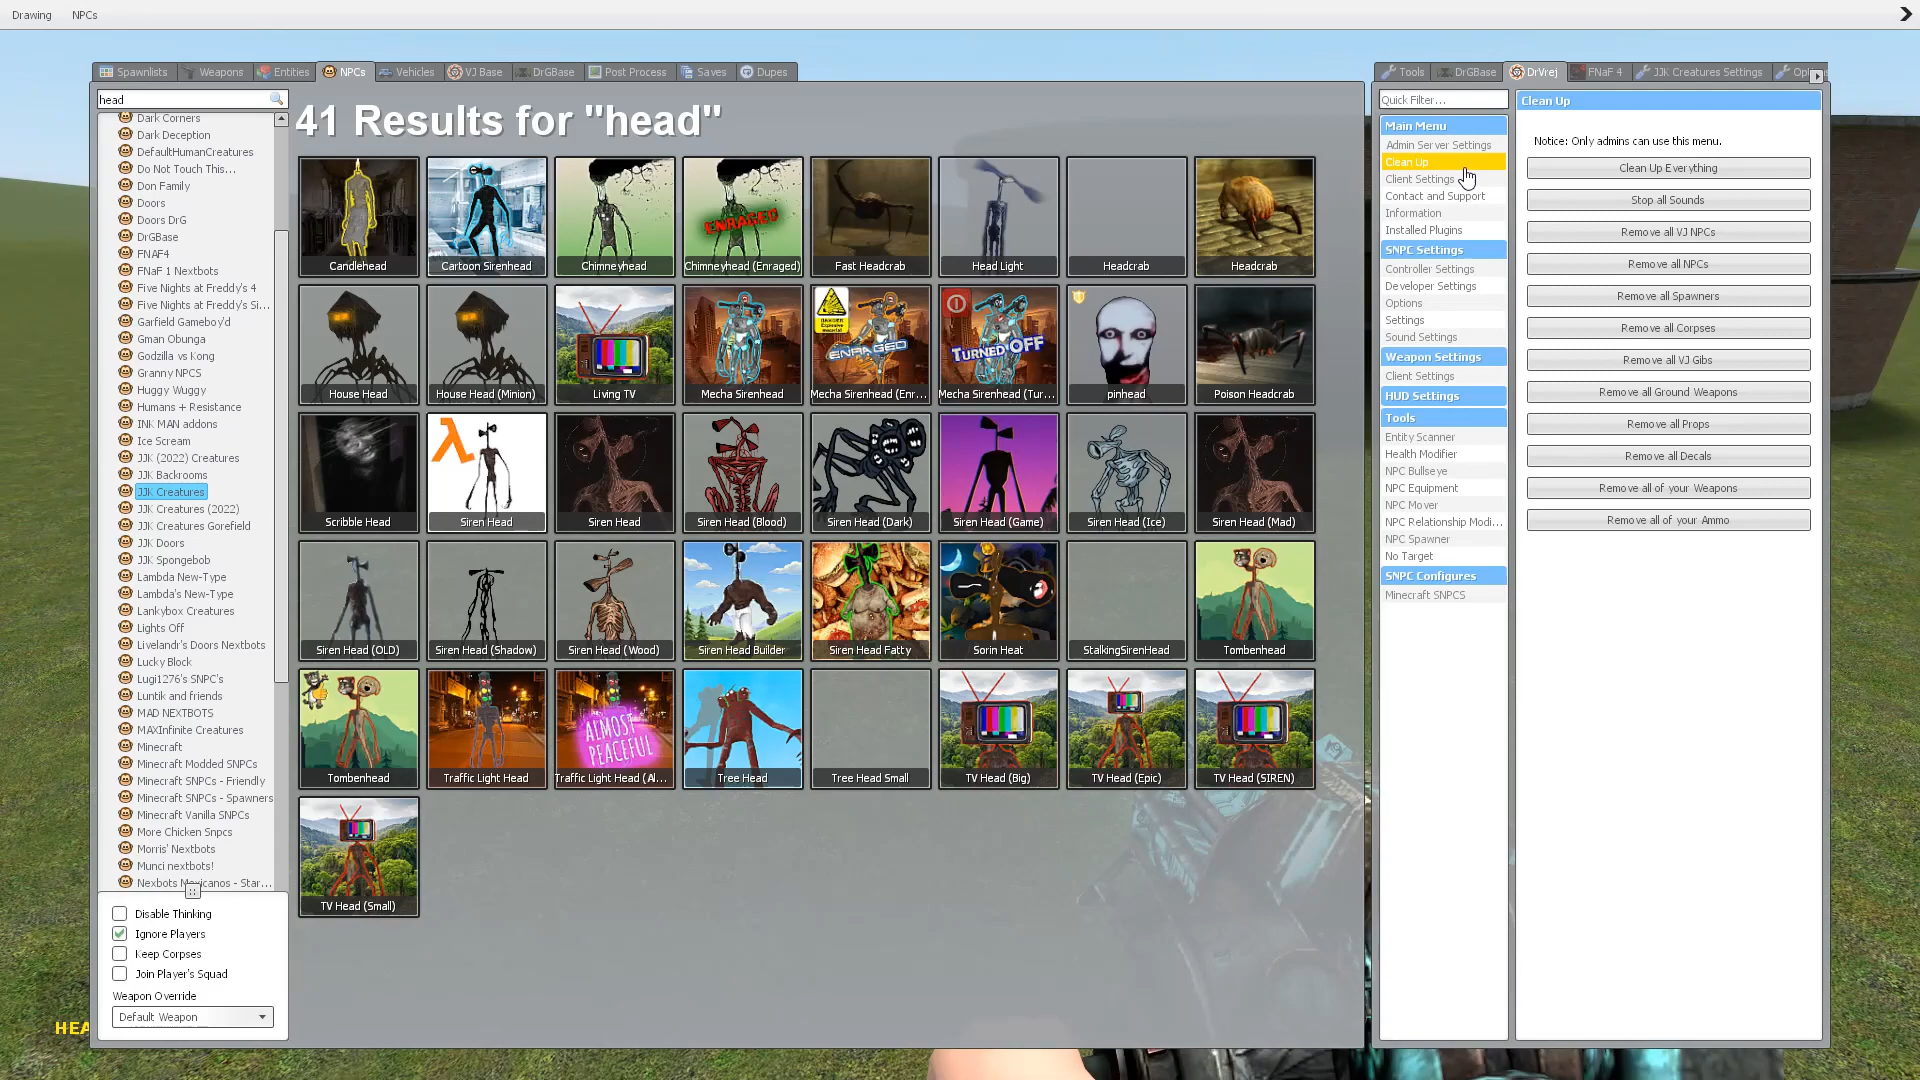 Drawing NPCs
Spawnlists Weapons Entities NPCs Vehicles VJ Base DrGBase Post Process Saves Dupes
head
Dark Corners
Dark Deception
DefaultHumanCreatures
Do Not Touch This...
Don Family
Doors
Doors DrG
DrGBase
FNAF4
FNaF 1 Nextbots
Five Nights at Freddy's 4
Five Nights at Freddy's Si...
Garfield Gameboy'd
Gman Obunga
Godzilla vs Kong
Granny NPCS
Huggy Wuggy
Humans + Resistance
INK MAN addons
Ice Scream
JJK (2022) Creatures
JJK Backrooms
JJK Creatures
JJK Creatures (2022)
JJK Creatures Gorefield
JJK Doors
JJK Spongebob
Lambda New-Type
Lambda's New-Type
Lankybox Creatures
Lights Off
Livelandr's Doors Nextbots
Lucky Block
Lugi1276's SNPC's
Luntik and friends
MAD NEXTBOTS
MAXInfinite Creatures
Minecraft
Minecraft Modded SNPCs
Minecraft SNPCs - Friendly
Minecraft SNPCs - Spawners
Minecraft Vanilla SNPCs
More Chicken Snpcs
Morris' Nextbots
Munci nextbots!
Nexbots Mexicanos - Star...
Disable Thinking
Ignore Players
Keep Corpses
Join Player's Squad
Weapon Override
Default Weapon
HEA
41 Results for "head"
ENRAGED
Candlehead Cartoon Sirenhead Chimneyhead Chimneyhead (Enraged) Fast Headcrab Head Light Headcrab Headcrab
DANGER
ENRAGED
TURNED OFF
House Head House Head (Minion) Living TV Mecha Sirenhead Mecha Sirenhead (Enr... Mecha Sirenhead (Tur... pinhead Poison Headcrab
λ
Scribble Head Siren Head Siren Head Siren Head (Blood) Siren Head (Dark) Siren Head (Game) Siren Head (Ice) Siren Head (Mad)
Siren Head (OLD) Siren Head (Shadow) Siren Head (Wood) Siren Head Builder Siren Head Fatty Sorin Heat StalkingSirenHead Tombenhead
ALMOST
PEACEFUL
Tombenhead Traffic Light Head Traffic Light Head (Al... Tree Head Tree Head Small TV Head (Big) TV Head (Epic) TV Head (SIREN)
TV Head (Small)
Tools DrGBase DrVrej FNaF 4 JJK Creatures Settings Opti
Quick Filter...
Main Menu
Admin Server Settings
Clean Up
Client Settings
Contact and Support
Information
Installed Plugins
SNPC Settings
Controller Settings
Developer Settings
Options
Settings
Sound Settings
Weapon Settings
Client Settings
HUD Settings
Tools
Entity Scanner
Health Modifier
NPC Bullseye
NPC Equipment
NPC Mover
NPC Relationship Modi...
NPC Spawner
No Target
SNPC Configures
Minecraft SNPCS
Clean Up
Notice: Only admins can use this menu.
Clean Up Everything
Stop all Sounds
Remove all VJ NPCs
Remove all NPCs
Remove all Spawners
Remove all Corpses
Remove all VJ Gibs
Remove all Ground Weapons
Remove all Props
Remove all Decals
Remove all of your Weapons
Remove all of your Ammo